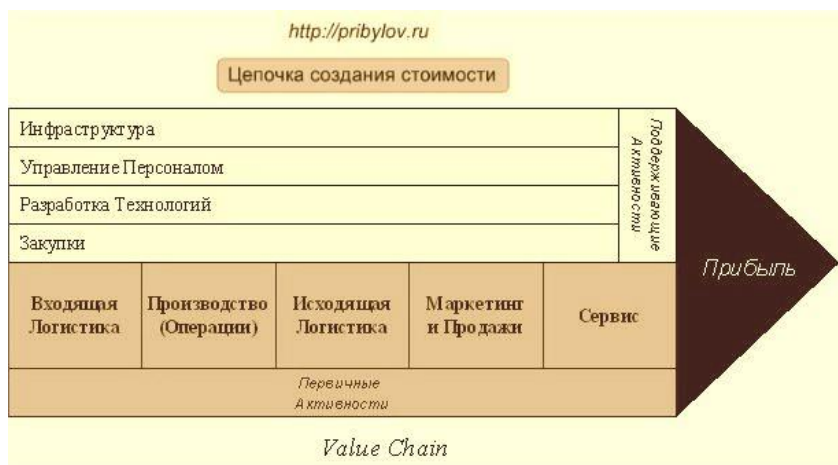 http://pribylov.ru
Цепочка создания стоимости
Инфраструктура
Управление Персоналом
Разработка Технологий
Закупки
Поддерживающие
Активности
Прибыль
Входящая
Логистика
Производство
(Операции)
Исходящая
Логистика
Маркетинг
и Продажи
Сервис
Первичные
Активности
Value Chain